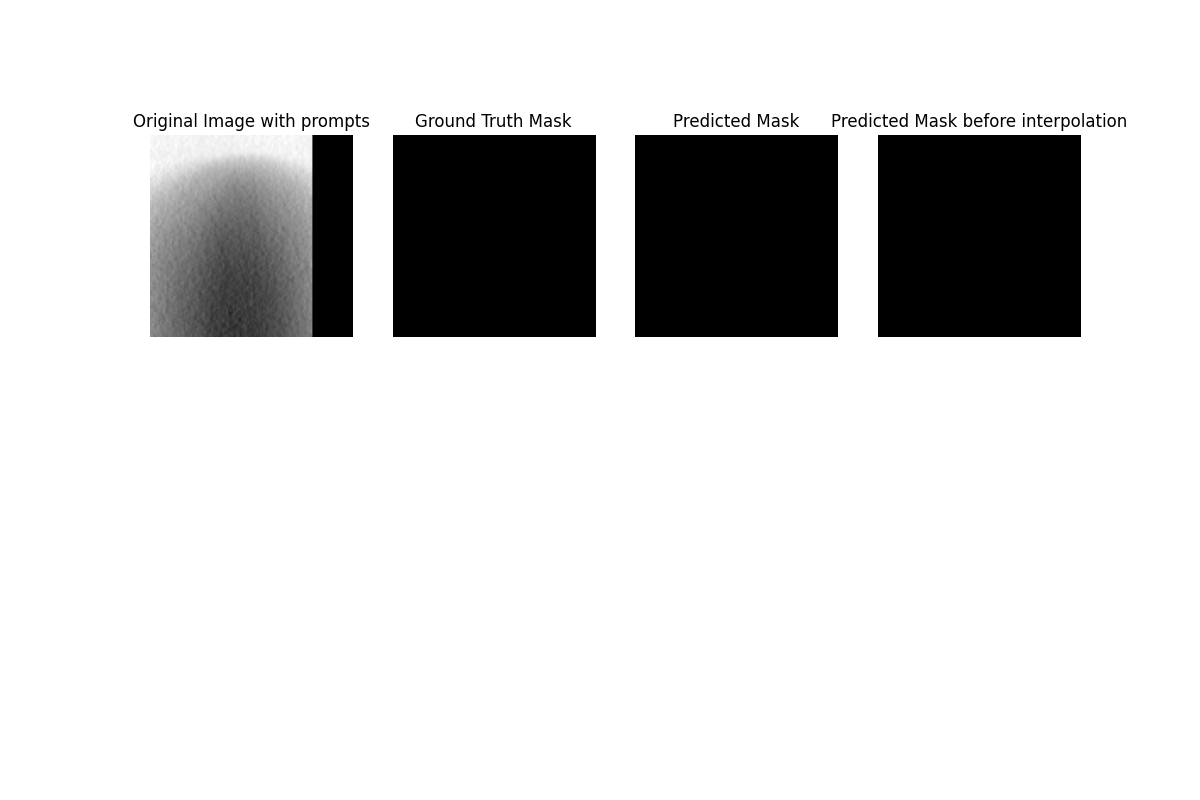 Original Image with prompts
Ground Truth Mask
Predicted Mask
Predicted Mask before interpolation